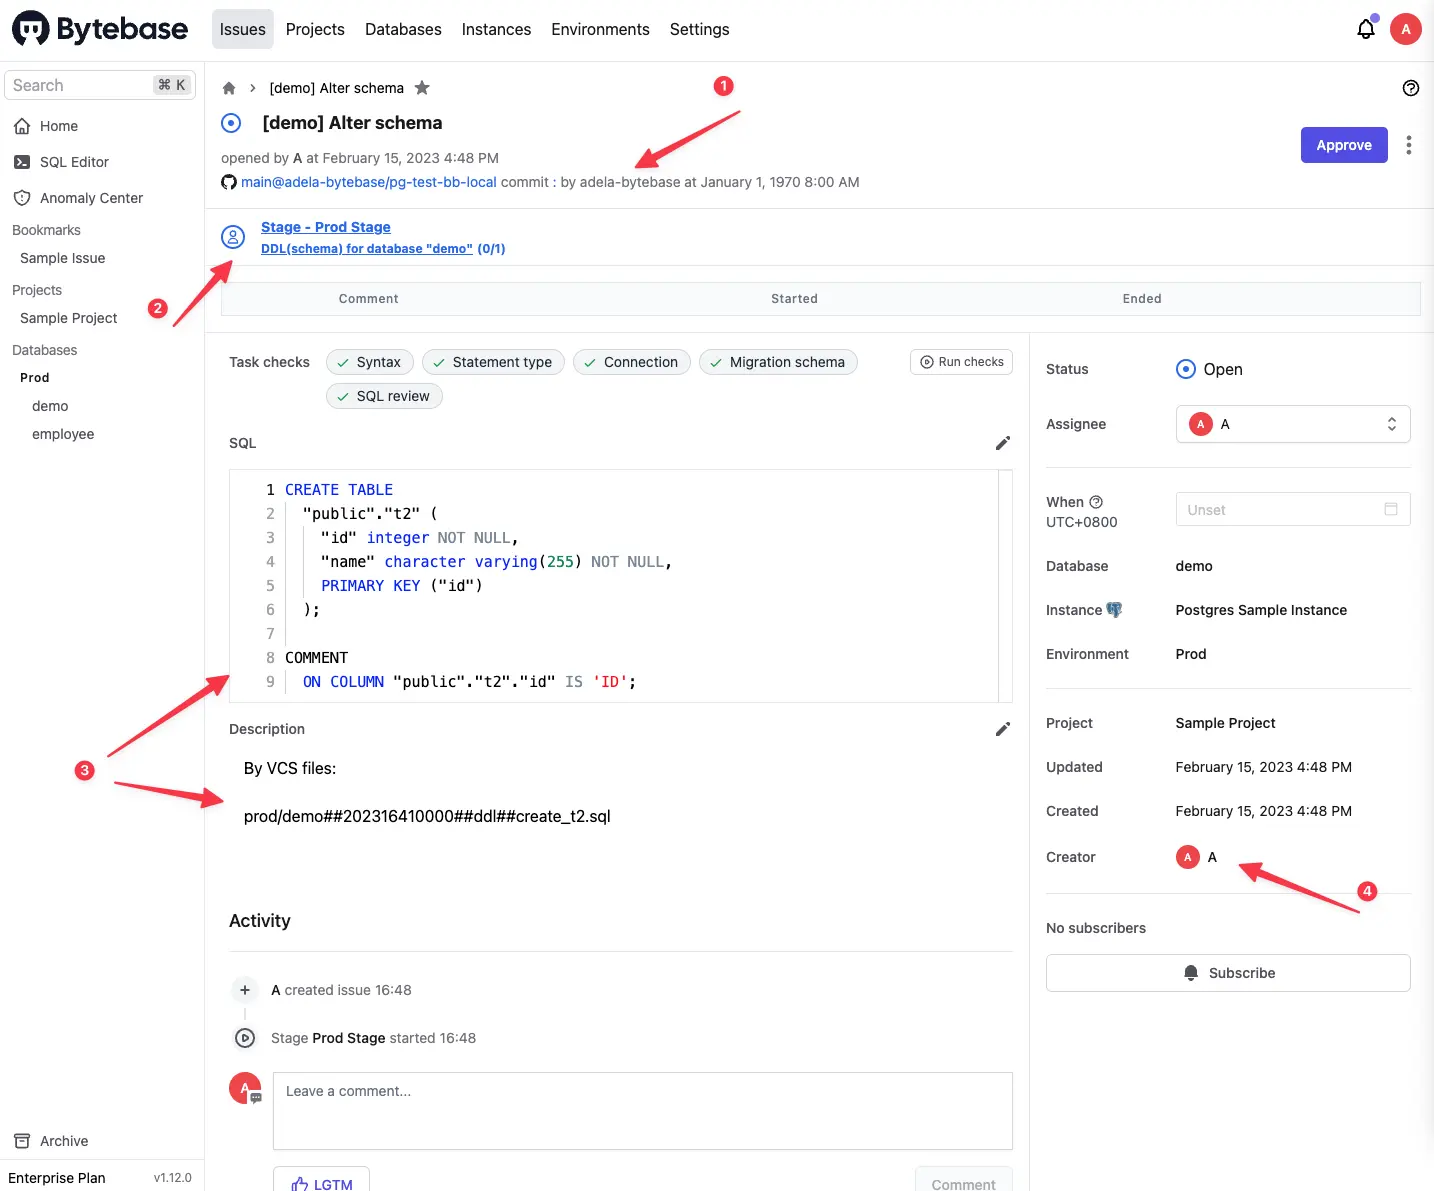 Bytebase
Issues Projects Databases Instances Environments Settings
A
Search ⌘ K
Home
SQL Editor
Anomaly Center
Bookmarks
Sample Issue
Projects
Sample Project
Databases
Prod
demo
employee
Archive
Enterprise Plan v1.12.0
[demo] Alter schema
1
[demo] Alter schema
Approve
opened by A at February 15, 2023 4:48 PM
main@adela-bytebase/pg-test-bb-local commit : by adela-bytebase at January 1, 1970 8:00 AM
Stage - Prod Stage
DDL(schema) for database "demo" (0/1)
2
Comment Started Ended
Task checks Syntax Statement type Connection Migration schema Run checks
SQL review
SQL
1 CREATE TABLE
2 "public"."t2" (
3 "id" integer NOT NULL,
4 "name" character varying(255) NOT NULL,
5 PRIMARY KEY ("id")
6 );
7
8 COMMENT
9 ON COLUMN "public"."t2"."id" IS 'ID';
3
Description
By VCS files:
prod/demo##202316410000##ddl##create_t2.sql
Activity
A created issue 16:48
Stage Prod Stage started 16:48
A
Leave a comment...
LGTM
Comment
Status Open
Assignee A A
When
UTC+0800
Unset
Database demo
Instance Postgres Sample Instance
Environment Prod
Project Sample Project
Updated February 15, 2023 4:48 PM
Created February 15, 2023 4:48 PM
Creator A A
4
No subscribers
Subscribe